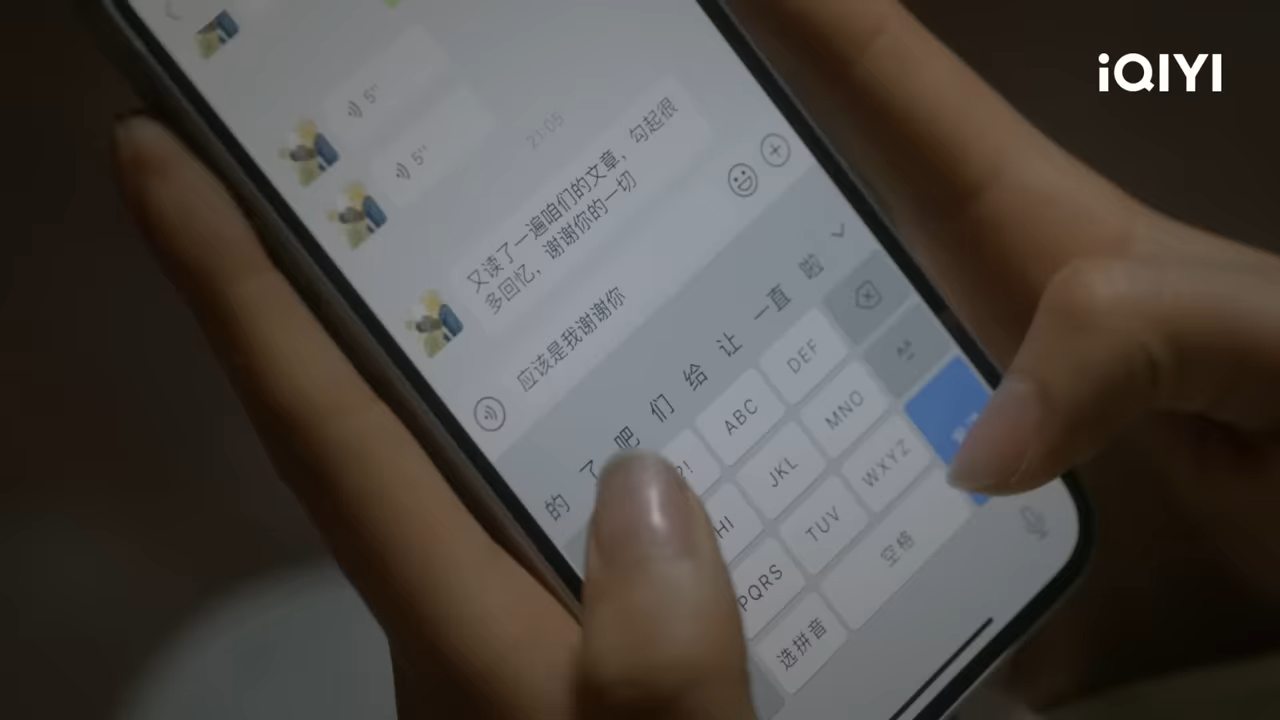 iQIYI
5"
5"
21:05
又读了一遍咱们的文章，勾起很
多回忆，谢谢你的一切
应该是我谢谢你
的 了 吧 们 给 让 一直 啦
ABC DEF
JKL MNO
PQRS TUV WXYZ
选拼音 空格